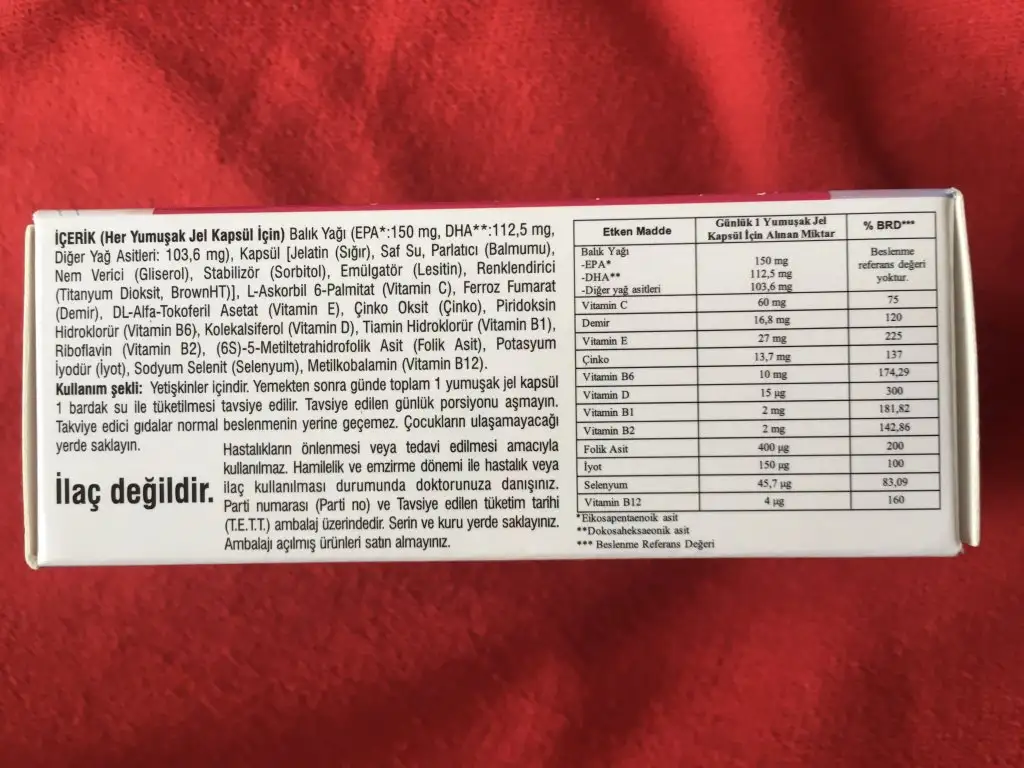 İÇERİK (Her Yumuşak Jel Kapsül İçin) Balık Yağı (EPA*:150 mg, DHA**:112,5 mg,
Diğer Yağ Asitleri: 103,6 mg), Kapsül [Jelatin (Sığır), Saf Su, Parlatıcı (Balmumu),
Nem Verici (Gliserol), Stabilizör (Sorbitol), Emülgatör (Lesitin), Renklendirici
(Titanyum Dioksit, BrownHT)], L-Askorbil 6-Palmitat (Vitamin C), Ferroz Fumarat
(Demir), DL-Alfa-Tokoferil Asetat (Vitamin E), Çinko Oksit (Çinko), Piridoksin
Hidroklorür (Vitamin B6), Kolekalsiferol (Vitamin D), Tiamin Hidroklorür (Vitamin B1),
Riboflavin (Vitamin B2), (6S)-5-Metiltetrahidrofolik Asit (Folik Asit), Potasyum
İyodür (İyot), Sodyum Selenit (Selenyum), Metilkobalamin (Vitamin B12).
Kullanım şekli: Yetişkinler içindir. Yemekten sonra günde toplam 1 yumuşak jel kapsül
1 bardak su ile tüketilmesi tavsiye edilir. Tavsiye edilen günlük porsiyonu aşmayın.
Takviye edici gıdalar normal beslenmenin yerine geçemez. Çocukların ulaşamayacağı
yerde saklayın.
İlaç değildir.
Hastalıkların önlenmesi veya tedavi edilmesi amacıyla
kullanılmaz. Hamilelik ve emzirme dönemi ile hastalık veya
ilaç kullanılması durumunda doktorunuza danışınız.
Parti numarası (Parti no) ve Tavsiye edilen tüketim tarihi
(T.E.T.T.) ambalaj üzerindedir. Serin ve kuru yerde saklayınız.
Ambalajı açılmış ürünleri satın almayınız.
Etken Madde Günlük 1 Yumuşak Jel Kapsül İçin Alınan Miktar % BRD***
Balık Yağı
-EPA* 150 mg
-DHA** 112,5 mg
-Diğer yağ asitleri 103,6 mg
Beslenme
referans değeri
yoktur.
Vitamin C 60 mg 75
Demir 16,8 mg 120
Vitamin E 27 mg 225
Çinko 13,7 mg 137
Vitamin B6 10 mg 174,29
Vitamin D 15 µg 300
Vitamin B1 2 mg 181,82
Vitamin B2 2 mg 142,86
Folik Asit 400 µg 200
İyot 150 µg 100
Selenyum 45,7 µg 83,09
Vitamin B12 4 µg 160
*Eikosapentaenoik asit
**Dokosaheksaeonik asit
*** Beslenme Referans Değeri